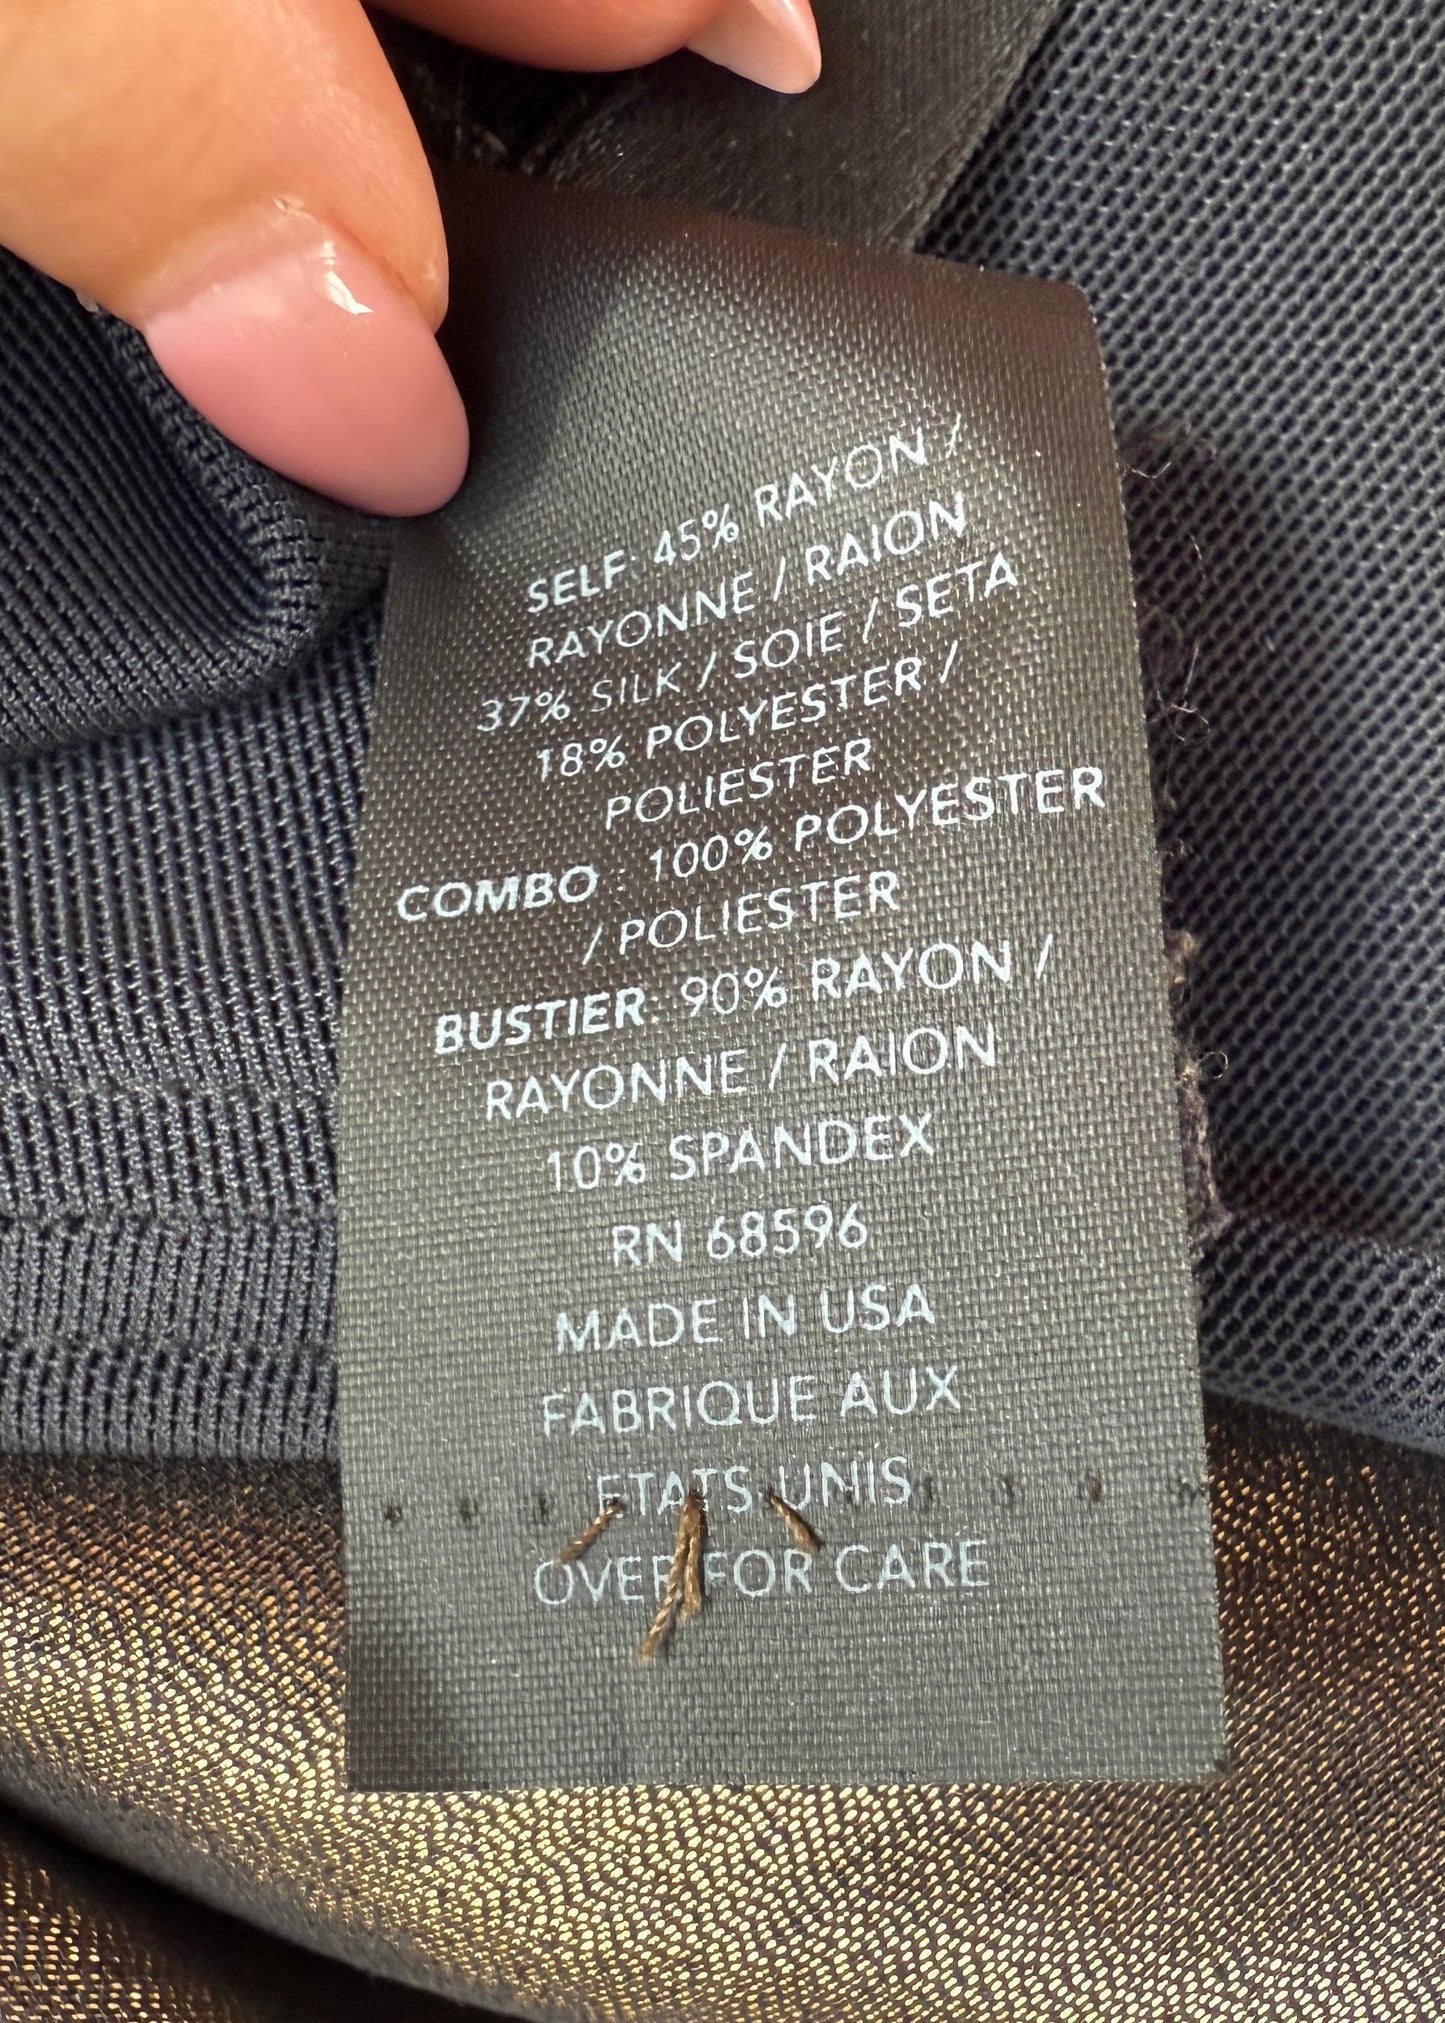 SELF: 45% RAYON /
RAYONNE / RAION
37% SILK / SOIE / SETA
18% POLYESTER /
POLIESTER
COMBO : 100% POLYESTER
/ POLIESTER
BUSTIER: 90% RAYON /
RAYONNE / RAION
10% SPANDEX
RN 68596
MADE IN USA
FABRIQUE AUX
ETATS UNIS
OVER FOR CARE